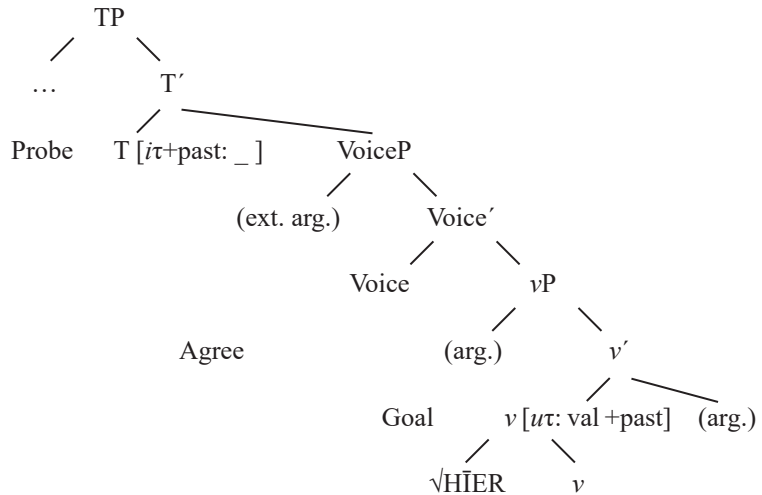 TP
… T´
Probe T [iτ+past: _ ] VoiceP
(ext. arg.) Voice´
Voice vP
Agree (arg.) v´
Goal v [uτ: val +past] (arg.)
√HĪER v